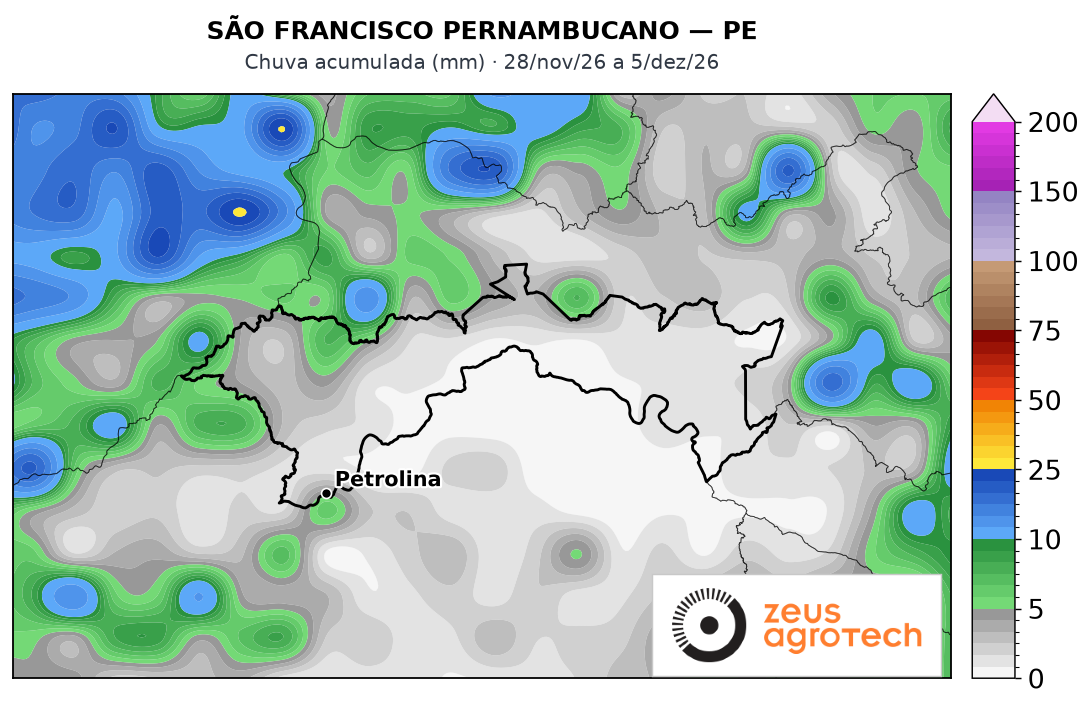 SÃO FRANCISCO PERNAMBUCANO — PE
Chuva acumulada (mm) · 28/nov/26 a 5/dez/26
200
150
100
75
50
25
10
5
0
Petrolina
zeus
agrotech